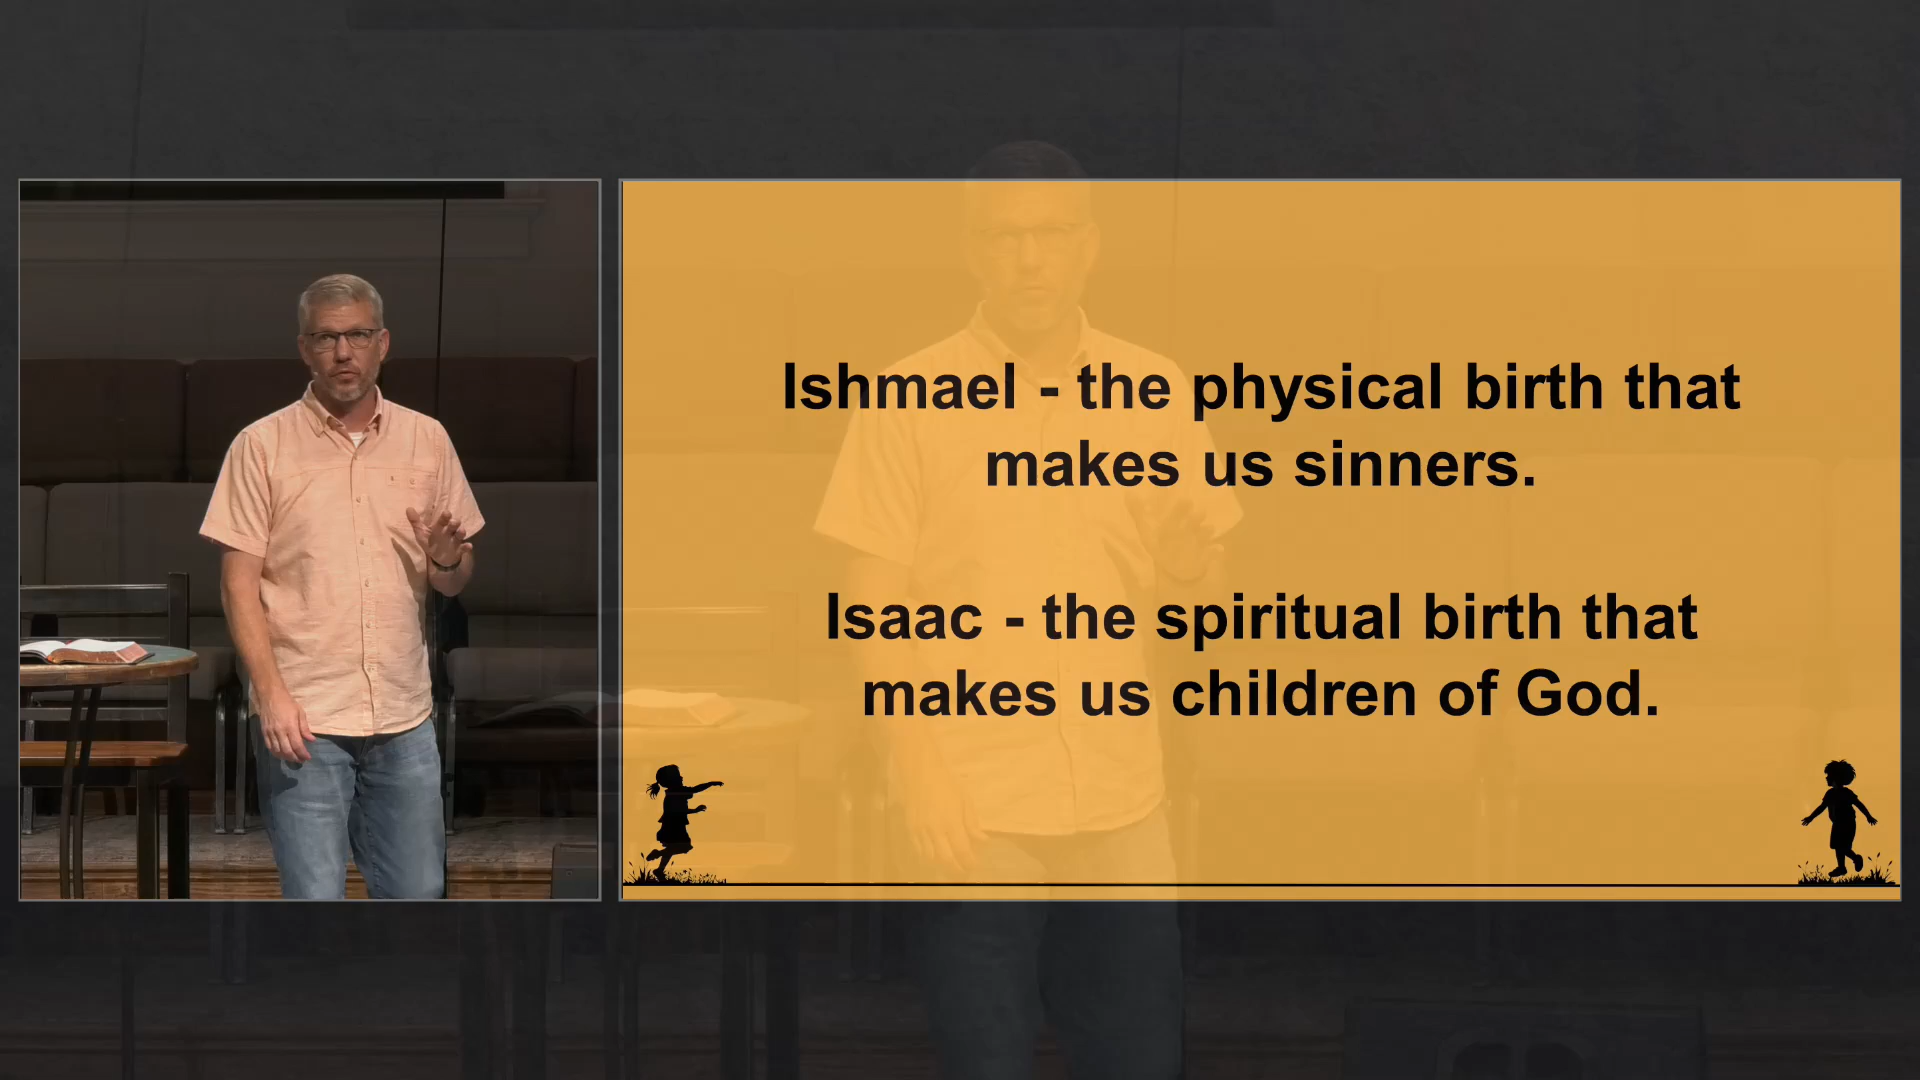 Ishmael - the physical birth that
makes us sinners.
Isaac - the spiritual birth that
makes us children of God.